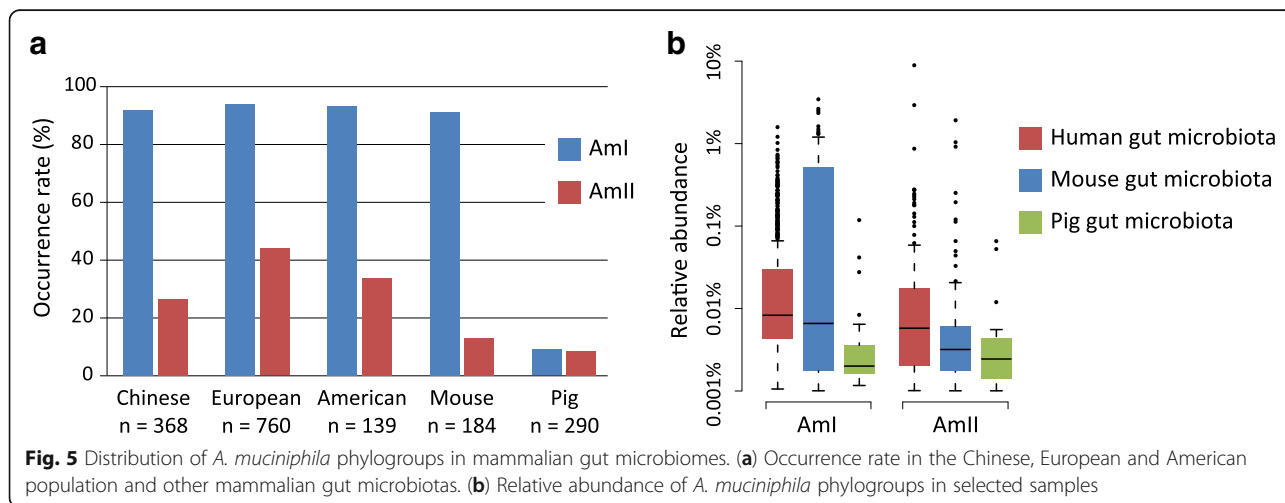 a
100
80
60
40
20
0
Occurrence rate (%)
AmI
AmII
Chinese
n = 368
European
n = 760
American
n = 139
Mouse
n = 184
Pig
n = 290
b
10%
1%
0.1%
0.01%
0.001%
Relative abundance
AmI
AmII
Human gut microbiota
Mouse gut microbiota
Pig gut microbiota
Fig. 5 Distribution of A. muciniphila phylogroups in mammalian gut microbiomes. (a) Occurrence rate in the Chinese, European and American
population and other mammalian gut microbiotas. (b) Relative abundance of A. muciniphila phylogroups in selected samples